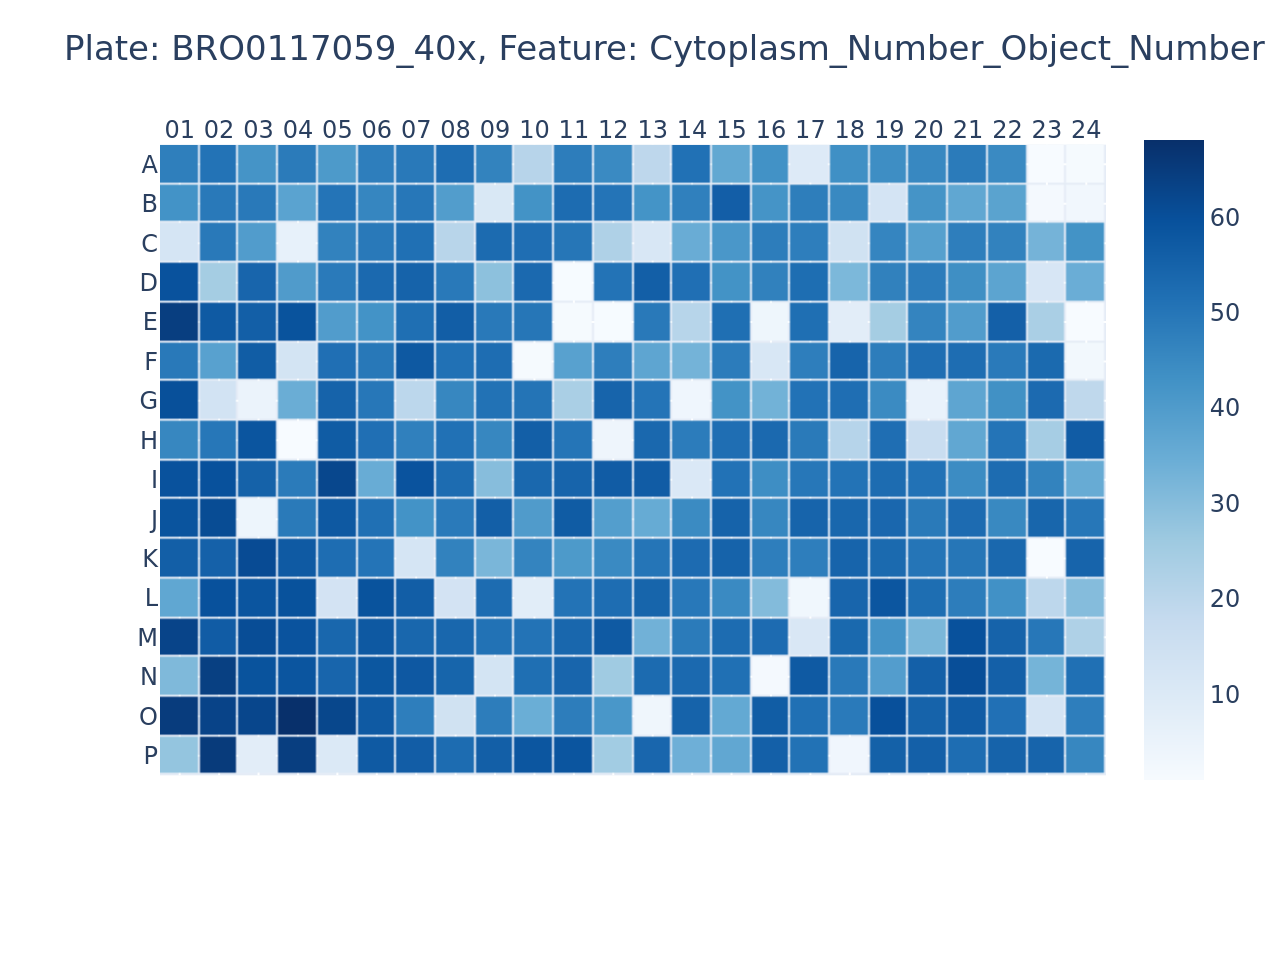 Plate: BRO0117059_40x, Feature: Cytoplasm_Number_Object_Number
01 02 03 04 05 06 07 08 09 10 11 12 13 14 15 16 17 18 19 20 21 22 23 24
A
B
C
D
E
F
G
H
I
J
K
L
M
N
O
P
60
50
40
30
20
10